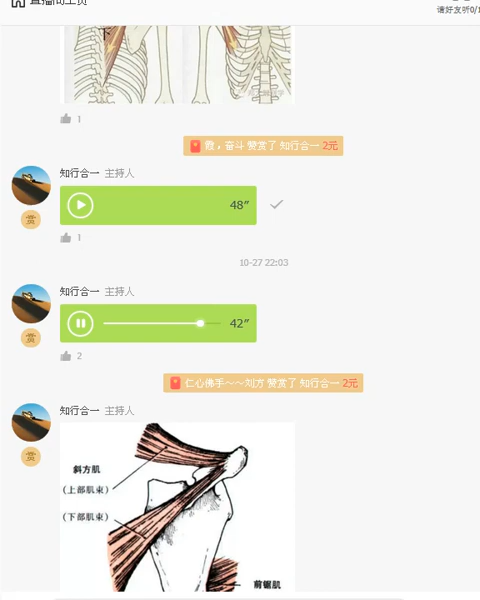 直播间主页
请好友听0/1
1
散，奋斗 赞赏了 知行合一 2元
知行合一 主持人
赏
48"
1
10-27 22:03
知行合一 主持人
赏
42"
2
仁心佛手～～刘方 赞赏了 知行合一 2元
知行合一 主持人
赏
斜方肌
(上部肌束)
(下部肌束)
前锯肌